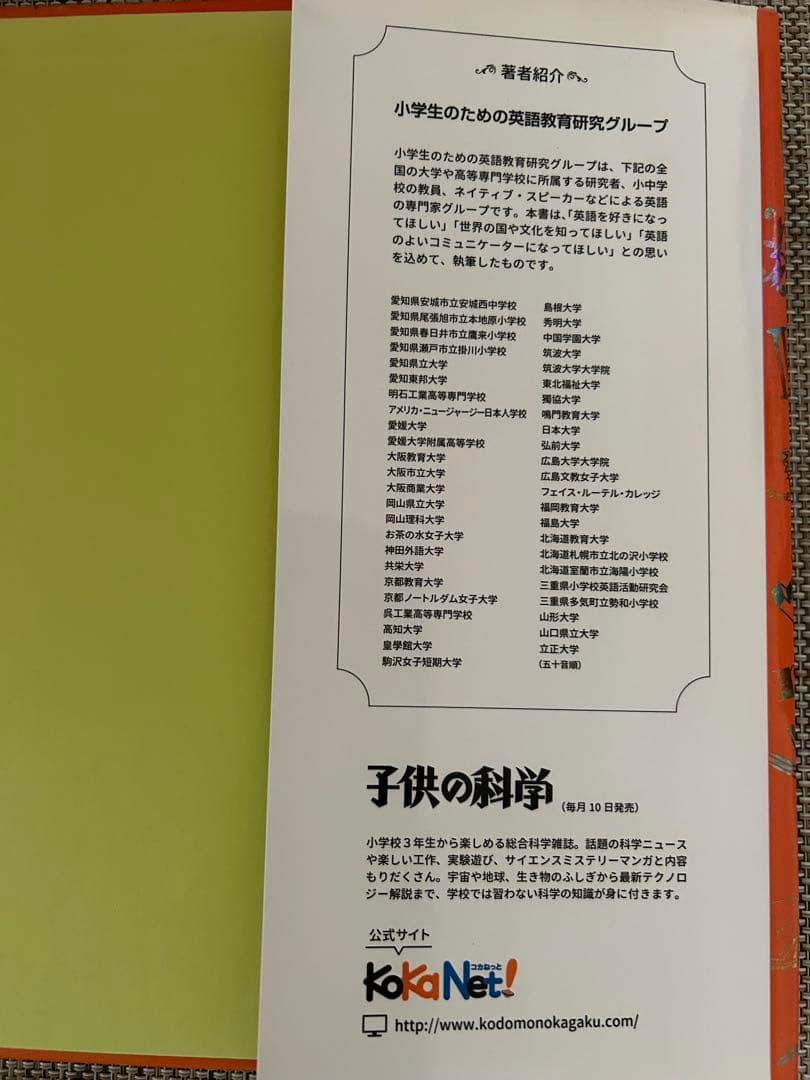 著者紹介
小学生のための英語教育研究グループ
小学生のための英語教育研究グループは、下記の全
国の大学や高等専門学校に所属する研究者、小中学
校の教員、ネイティブ・スピーカーなどによる英語
の専門家グループです。本書は、「英語を好きになっ
てほしい」「世界の国や文化を知ってほしい」「英語
のよいコミュニケーターになってほしい」との思い
を込めて、執筆したものです。
愛知県安城市立安城西中学校
愛知県尾張旭市立本地原小学校
愛知県春日井市立鷹来小学校
愛知県瀬戸市立掛川小学校
愛知県立大学
愛知東邦大学
明石工業高等専門学校
アメリカ・ニュージャージー日本人学校
愛媛大学
愛媛大学附属高等学校
大阪教育大学
大阪市立大学
大阪商業大学
岡山県立大学
岡山理科大学
お茶の水女子大学
神田外語大学
共栄大学
京都教育大学
京都ノートルダム女子大学
呉工業高等専門学校
高知大学
皇學館大学
駒沢女子短期大学
島根大学
秀明大学
中国学園大学
筑波大学
筑波大学大学院
東北福祉大学
獨協大学
鳴門教育大学
日本大学
弘前大学
広島大学大学院
広島文教女子大学
フェイス・ルーテル・カレッジ
福岡教育大学
福島大学
北海道教育大学
北海道札幌市立北の沢小学校
北海道室蘭市立海陽小学校
三重県小学校英語活動研究会
三重県多気町立勢和小学校
山形大学
山口県立大学
立正大学
（五十音順）
子供の科学（毎月10日発売）
小学校３年生から楽しめる総合科学雑誌。話題の科学ニュース
や楽しい工作、実験遊び、サイエンスミステリーマンガと内容
もりだくさん。宇宙や地球、生き物のふしぎから最新テクノロ
ジー解説まで、学校では習わない科学の知識が身に付きます。
公式サイト
コカねっと
KoKaNet!
http://www.kodomonokagaku.com/